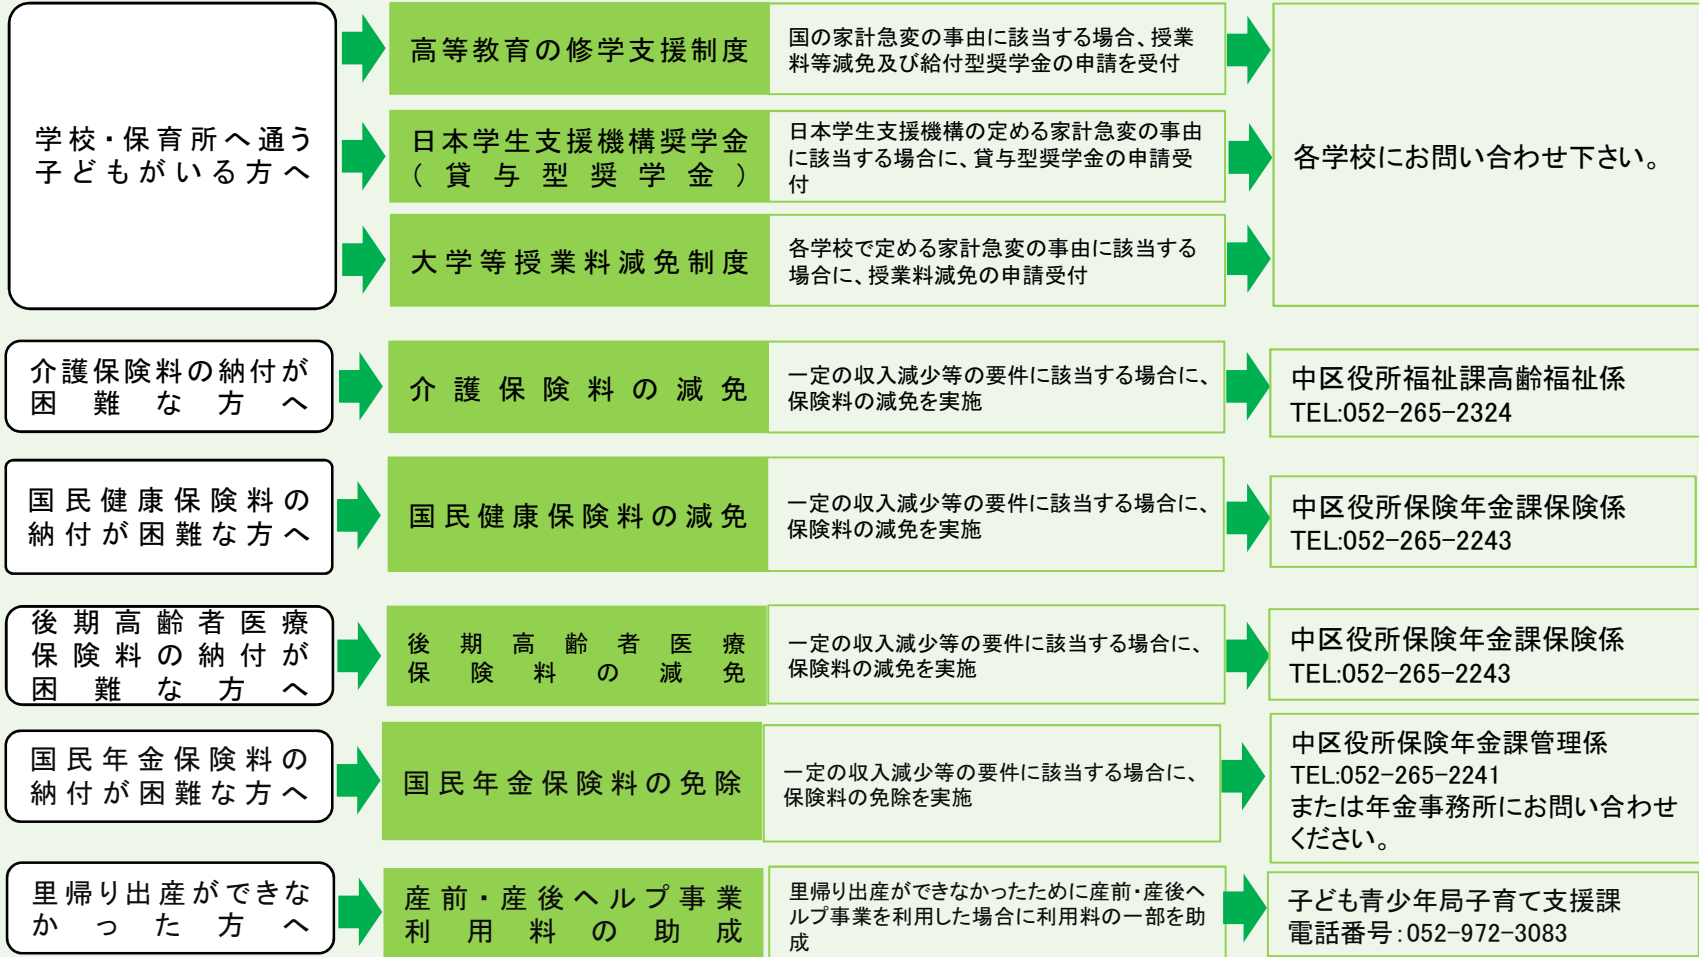 学校・保育所へ通う
子どもがいる方へ
高等教育の修学支援制度
国の家計急変の事由に該当する場合、授業
料等減免及び給付型奨学金の申請を受付
日本学生支援機構奨学金
（貸与型奨学金）
日本学生支援機構の定める家計急変の事由
に該当する場合に、貸与型奨学金の申請受
付
大学等授業料減免制度
各学校で定める家計急変の事由に該当する
場合に、授業料減免の申請受付
各学校にお問い合わせ下さい。
介護保険料の納付が
困難な方へ
介護保険料の減免
一定の収入減少等の要件に該当する場合に、
保険料の減免を実施
中区役所福祉課高齢福祉係
TEL:052-265-2324
国民健康保険料の
納付が困難な方へ
国民健康保険料の減免
一定の収入減少等の要件に該当する場合に、
保険料の減免を実施
中区役所保険年金課保険係
TEL:052-265-2243
後期高齢者医療
保険料の納付が
困難な方へ
後期高齢者医療
保険料の減免
一定の収入減少等の要件に該当する場合に、
保険料の減免を実施
中区役所保険年金課保険係
TEL:052-265-2243
国民年金保険料の
納付が困難な方へ
国民年金保険料の免除
一定の収入減少等の要件に該当する場合に、
保険料の免除を実施
中区役所保険年金課管理係
TEL:052-265-2241
または年金事務所にお問い合わせ
ください。
里帰り出産ができな
かった方へ
産前・産後ヘルプ事業
利用料の助成
里帰り出産ができなかったために産前・産後ヘ
ルプ事業を利用した場合に利用料の一部を助
成
子ども青少年局子育て支援課
電話番号：052-972-3083